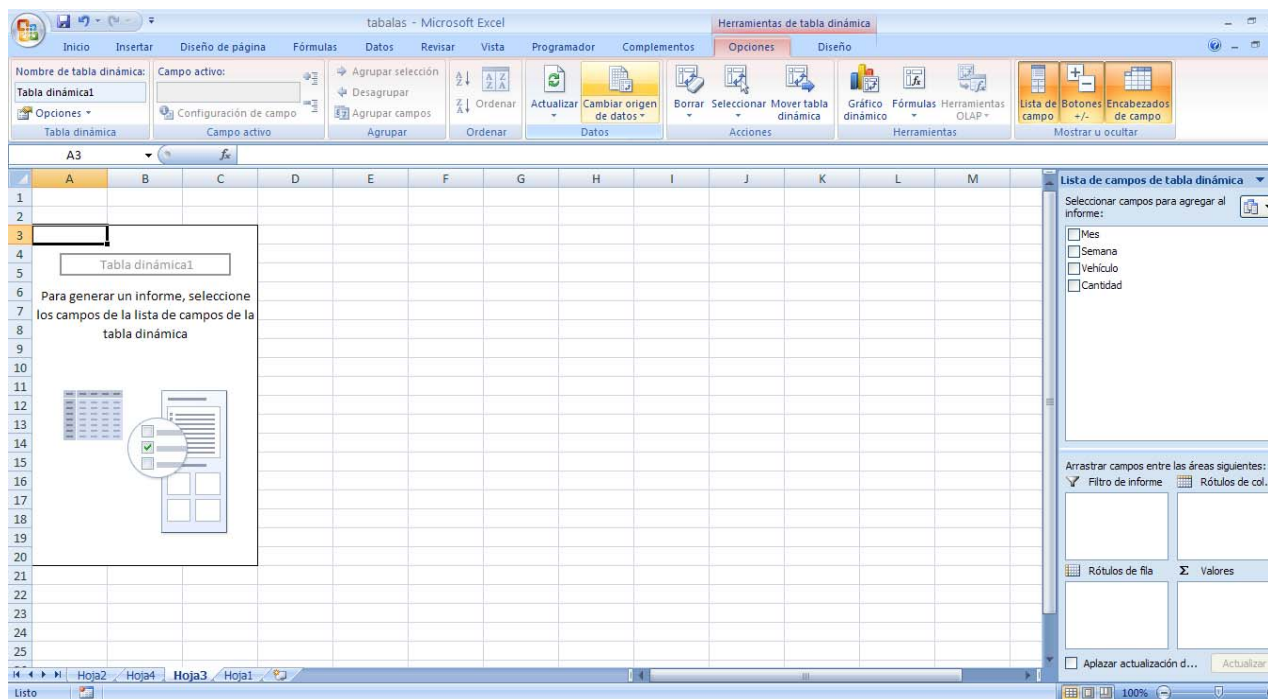 tabalas - Microsoft Excel
Herramientas de tabla dinámica
Inicio Insertar Diseño de página Fórmulas Datos Revisar Vista Programador Complementos Opciones Diseño
Nombre de tabla dinámica:
Tabla dinámica1
Opciones
Tabla dinámica
Campo activo:
Configuración de campo
Campo activo
Agrupar selección
Desagrupar
Agrupar campos
Agrupar
Ordenar
Ordenar
Actualizar
Cambiar origen
de datos
Datos
Borrar
Seleccionar
Mover tabla
dinámica
Acciones
Gráfico
dinámico
Fórmulas
Herramientas
OLAP
Herramientas
Lista de
campo
Botones
+/-
Encabezados
de campo
Mostrar u ocultar
A3
fx
A B C D E F G H I J K L M
1
2
3
4
5
6
7
8
9
10
11
12
13
14
15
16
17
18
19
20
21
22
23
24
25
Tabla dinámica1
Para generar un informe, seleccione
los campos de la lista de campos de la
tabla dinámica
Lista de campos de tabla dinámica
Seleccionar campos para agregar al
informe:
Mes
Semana
Vehículo
Cantidad
Arrastrar campos entre las áreas siguientes:
Filtro de informe
Rótulos de col.
Rótulos de fila
Σ Valores
Aplazar actualización d...
Actualizar
Hoja2 Hoja4 Hoja3 Hoja1
Listo
100%